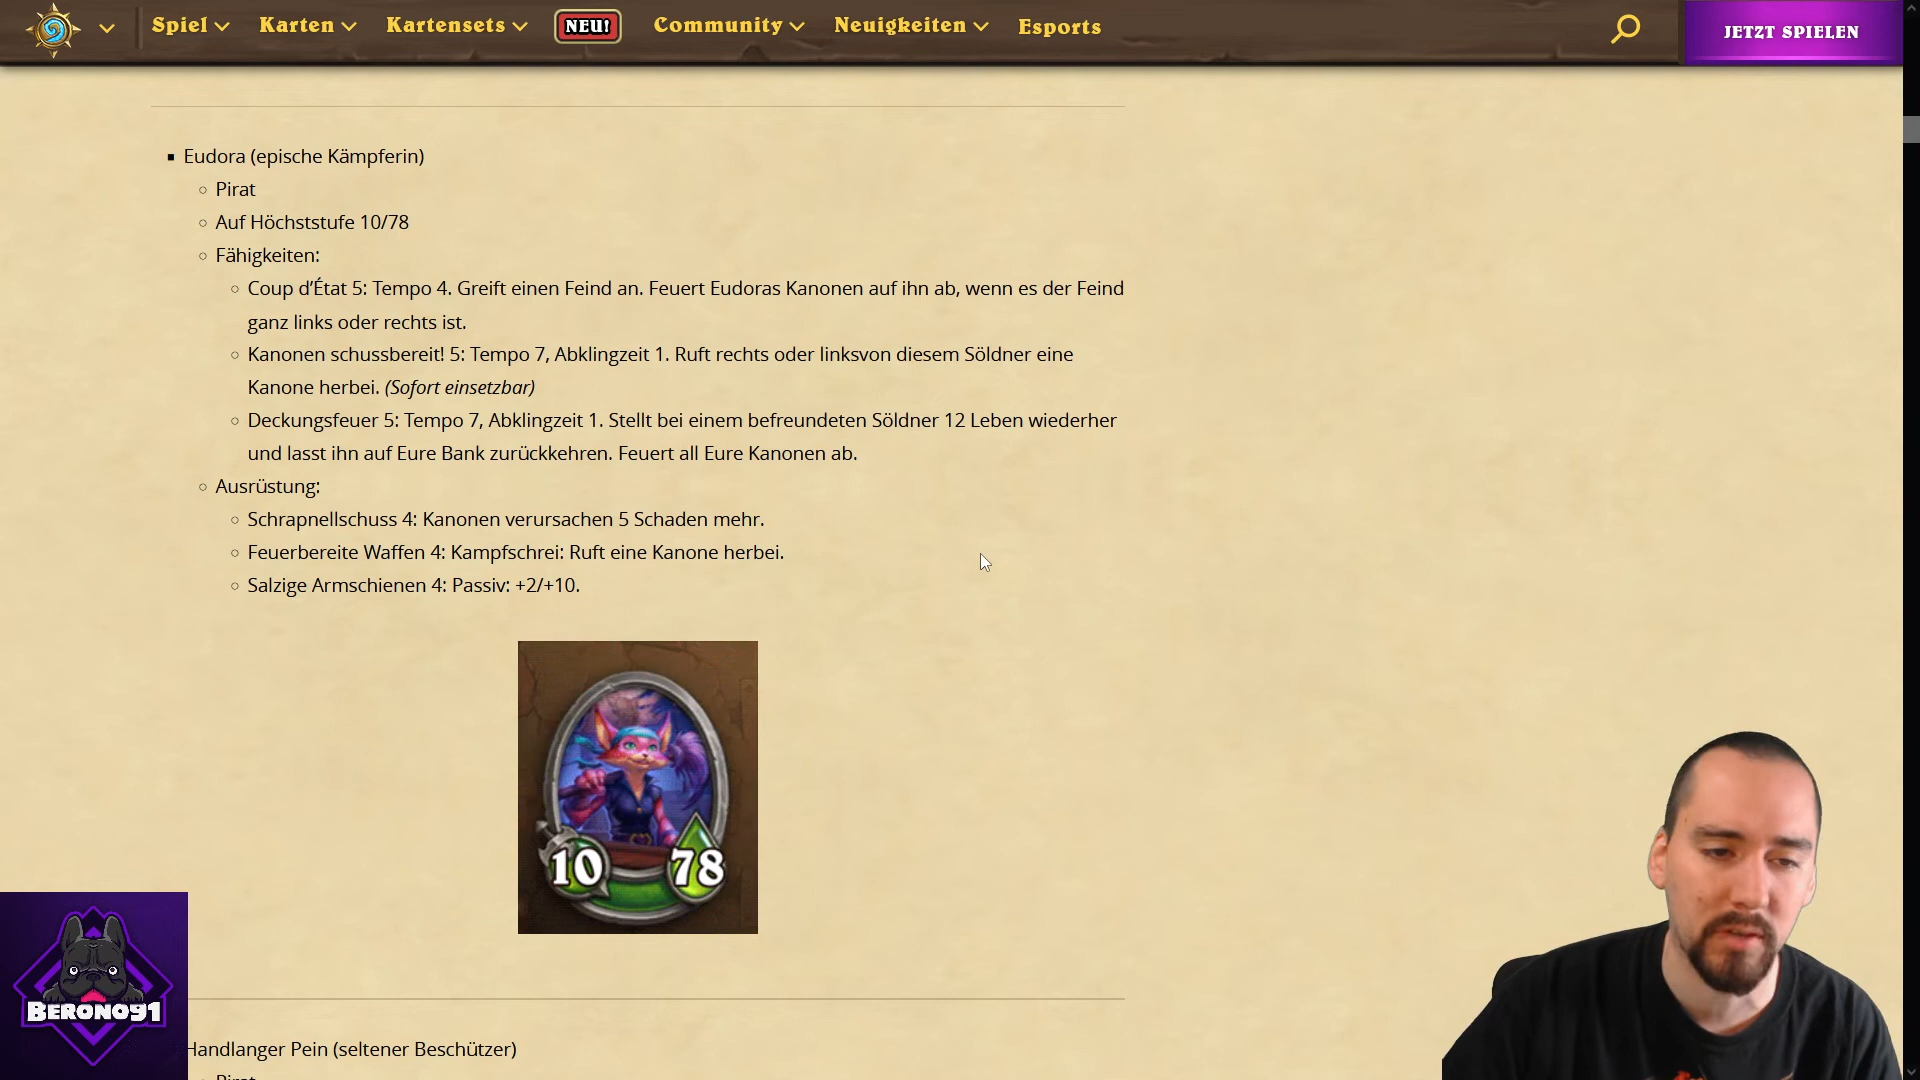 Spiel Karten Kartensets NEU! Community Neuigkeiten Esports JETZT SPIELEN
Eudora (epische Kämpferin)
Pirat
Auf Höchststufe 10/78
Fähigkeiten:
Coup d’État 5: Tempo 4. Greift einen Feind an. Feuert Eudoras Kanonen auf ihn ab, wenn es der Feind
ganz links oder rechts ist.
Kanonen schussbereit! 5: Tempo 7, Abklingzeit 1. Ruft rechts oder linksvon diesem Söldner eine
Kanone herbei. (Sofort einsetzbar)
Deckungsfeuer 5: Tempo 7, Abklingzeit 1. Stellt bei einem befreundeten Söldner 12 Leben wiederher
und lasst ihn auf Eure Bank zurückkehren. Feuert all Eure Kanonen ab.
Ausrüstung:
Schrapnellschuss 4: Kanonen verursachen 5 Schaden mehr.
Feuerbereite Waffen 4: Kampfschrei: Ruft eine Kanone herbei.
Salzige Armschienen 4: Passiv: +2/+10.
10 78
BERONO91
Handlanger Pein (seltener Beschützer)
Pirat